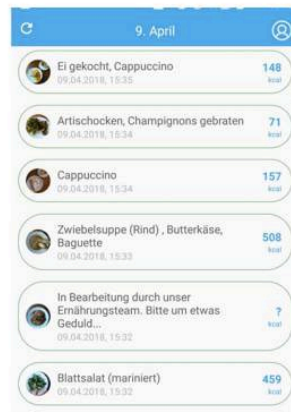 9. April
Ei gekocht, Cappuccino
148
09.04.2018, 15:35
kcal
Artischocken, Champignons gebraten
71
09.04.2018, 15:34
kcal
Cappuccino
157
09.04.2018, 15:34
kcal
Zwiebelsuppe (Rind) , Butterkäse,
Baguette
508
09.04.2018, 15:33
kcal
In Bearbeitung durch unser
Ernährungsteam. Bitte um etwas
Geduld...
?
09.04.2018, 15:32
kcal
Blattsalat (mariniert)
459
09.04.2018, 15:32
kcal